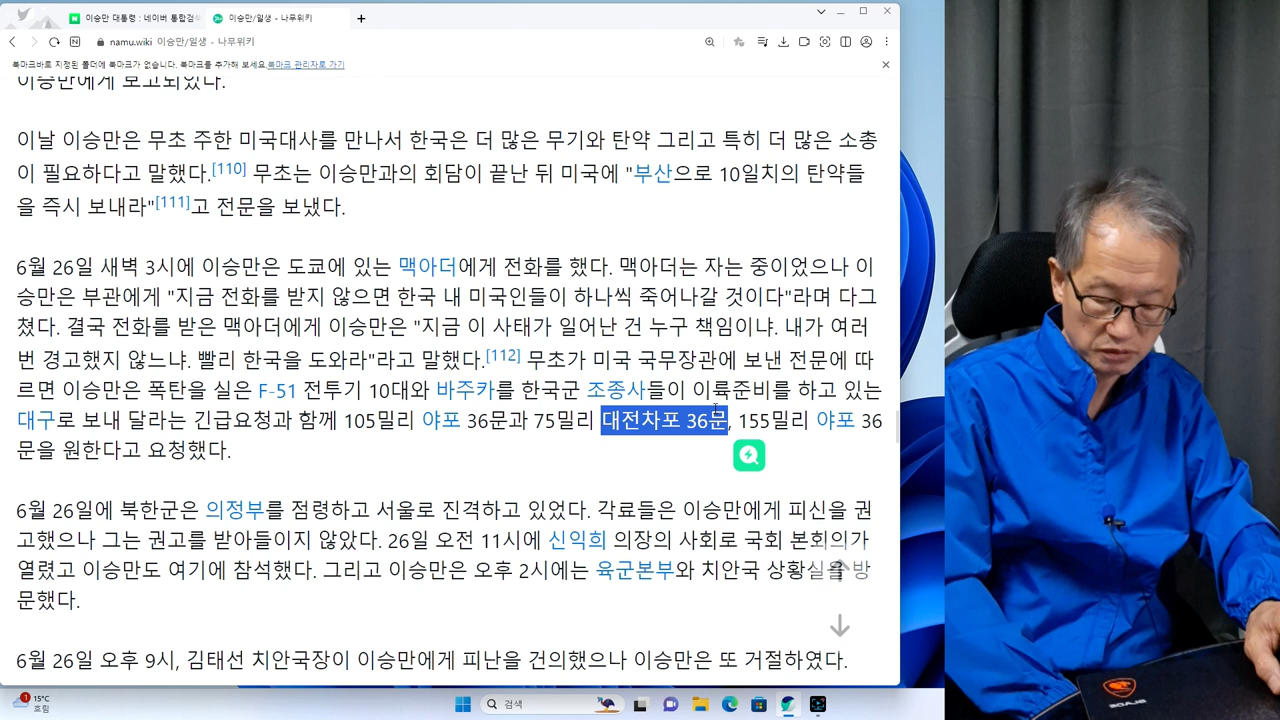 이승만 대통령 : 네이버 통합검색
이승만/일생 - 나무위키
namu.wiki 이승만/일생 - 나무위키
북마크바로 지정된 폴더에 북마크가 없습니다. 북마크를 추가해 보세요. 북마크 관리자로 가기
이승만에게 보고되었다.
이날 이승만은 무초 주한 미국대사를 만나서 한국은 더 많은 무기와 탄약 그리고 특히 더 많은 소총
이 필요하다고 말했다.[110] 무초는 이승만과의 회담이 끝난 뒤 미국에 "부산으로 10일치의 탄약들
을 즉시 보내라"[111]고 전문을 보냈다.
6월 26일 새벽 3시에 이승만은 도쿄에 있는 맥아더에게 전화를 했다. 맥아더는 자는 중이었으나 이
승만은 부관에게 "지금 전화를 받지 않으면 한국 내 미국인들이 하나씩 죽어나갈 것이다"라며 다그
쳤다. 결국 전화를 받은 맥아더에게 이승만은 "지금 이 사태가 일어난 건 누구 책임이냐. 내가 여러
번 경고했지 않느냐. 빨리 한국을 도와라"라고 말했다.[112] 무초가 미국 국무장관에 보낸 전문에 따
르면 이승만은 폭탄을 실은 F-51 전투기 10대와 바주카를 한국군 조종사들이 이륙준비를 하고 있는
대구로 보내 달라는 긴급요청과 함께 105밀리 야포 36문과 75밀리 대전차포 36문, 155밀리 야포 36
문을 원한다고 요청했다.
6월 26일에 북한군은 의정부를 점령하고 서울로 진격하고 있었다. 각료들은 이승만에게 피신을 권
고했으나 그는 권고를 받아들이지 않았다. 26일 오전 11시에 신익희 의장의 사회로 국회 본회의가
열렸고 이승만도 여기에 참석했다. 그리고 이승만은 오후 2시에는 육군본부와 치안국 상황실을 방
문했다.
6월 26일 오후 9시, 김태선 치안국장이 이승만에게 피난을 건의했으나 이승만은 또 거절하였다.
1
15°C
흐림
검색